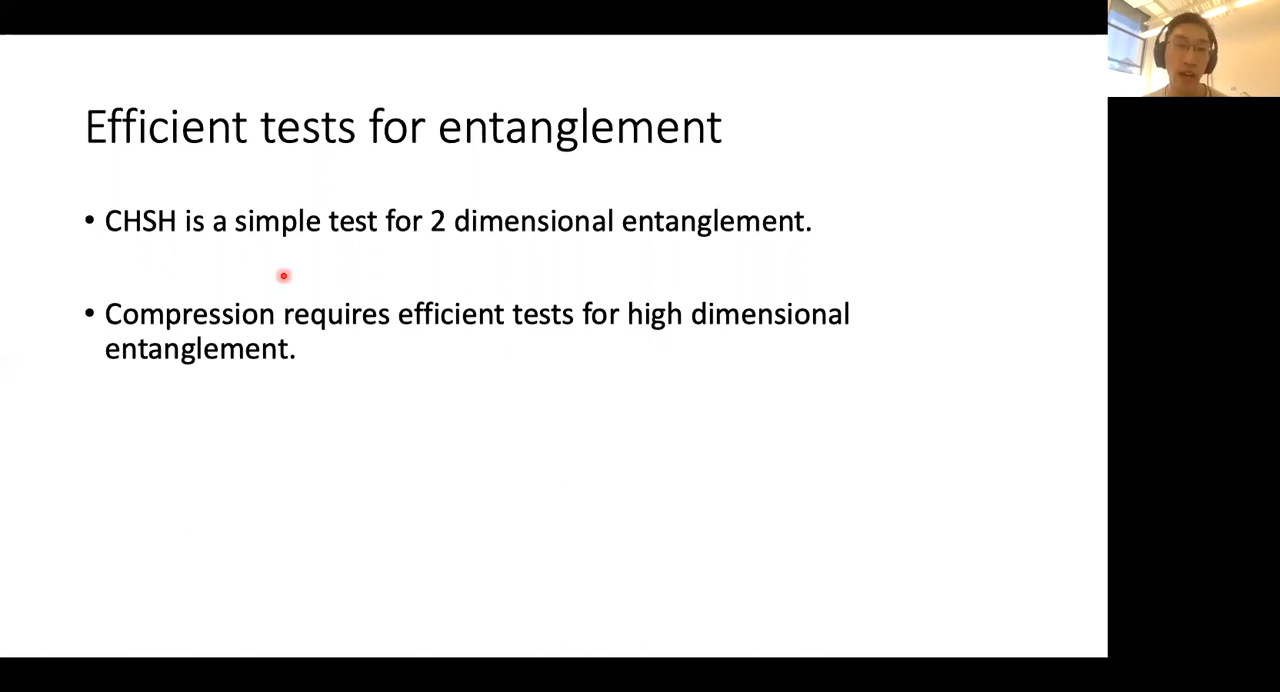 Efficient tests for entanglement
• CHSH is a simple test for 2 dimensional entanglement.
• Compression requires efficient tests for high dimensional
entanglement.